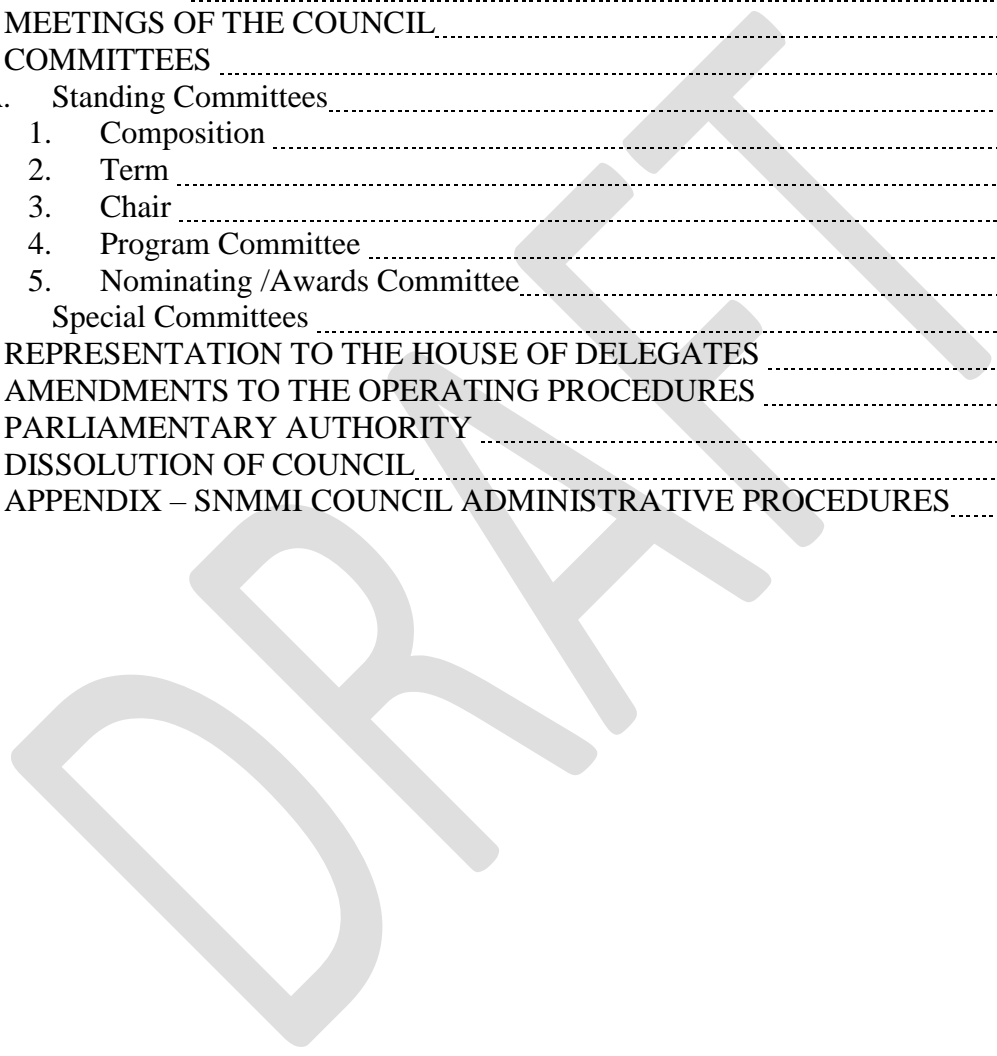 MEETINGS OF THE COUNCIL
COMMITTEES
. Standing Committees
1. Composition
2. Term
3. Chair
4. Program Committee
5. Nominating /Awards Committee
Special Committees
REPRESENTATION TO THE HOUSE OF DELEGATES
AMENDMENTS TO THE OPERATING PROCEDURES
PARLIAMENTARY AUTHORITY
DISSOLUTION OF COUNCIL
APPENDIX – SNMMI COUNCIL ADMINISTRATIVE PROCEDURES
DRAFT